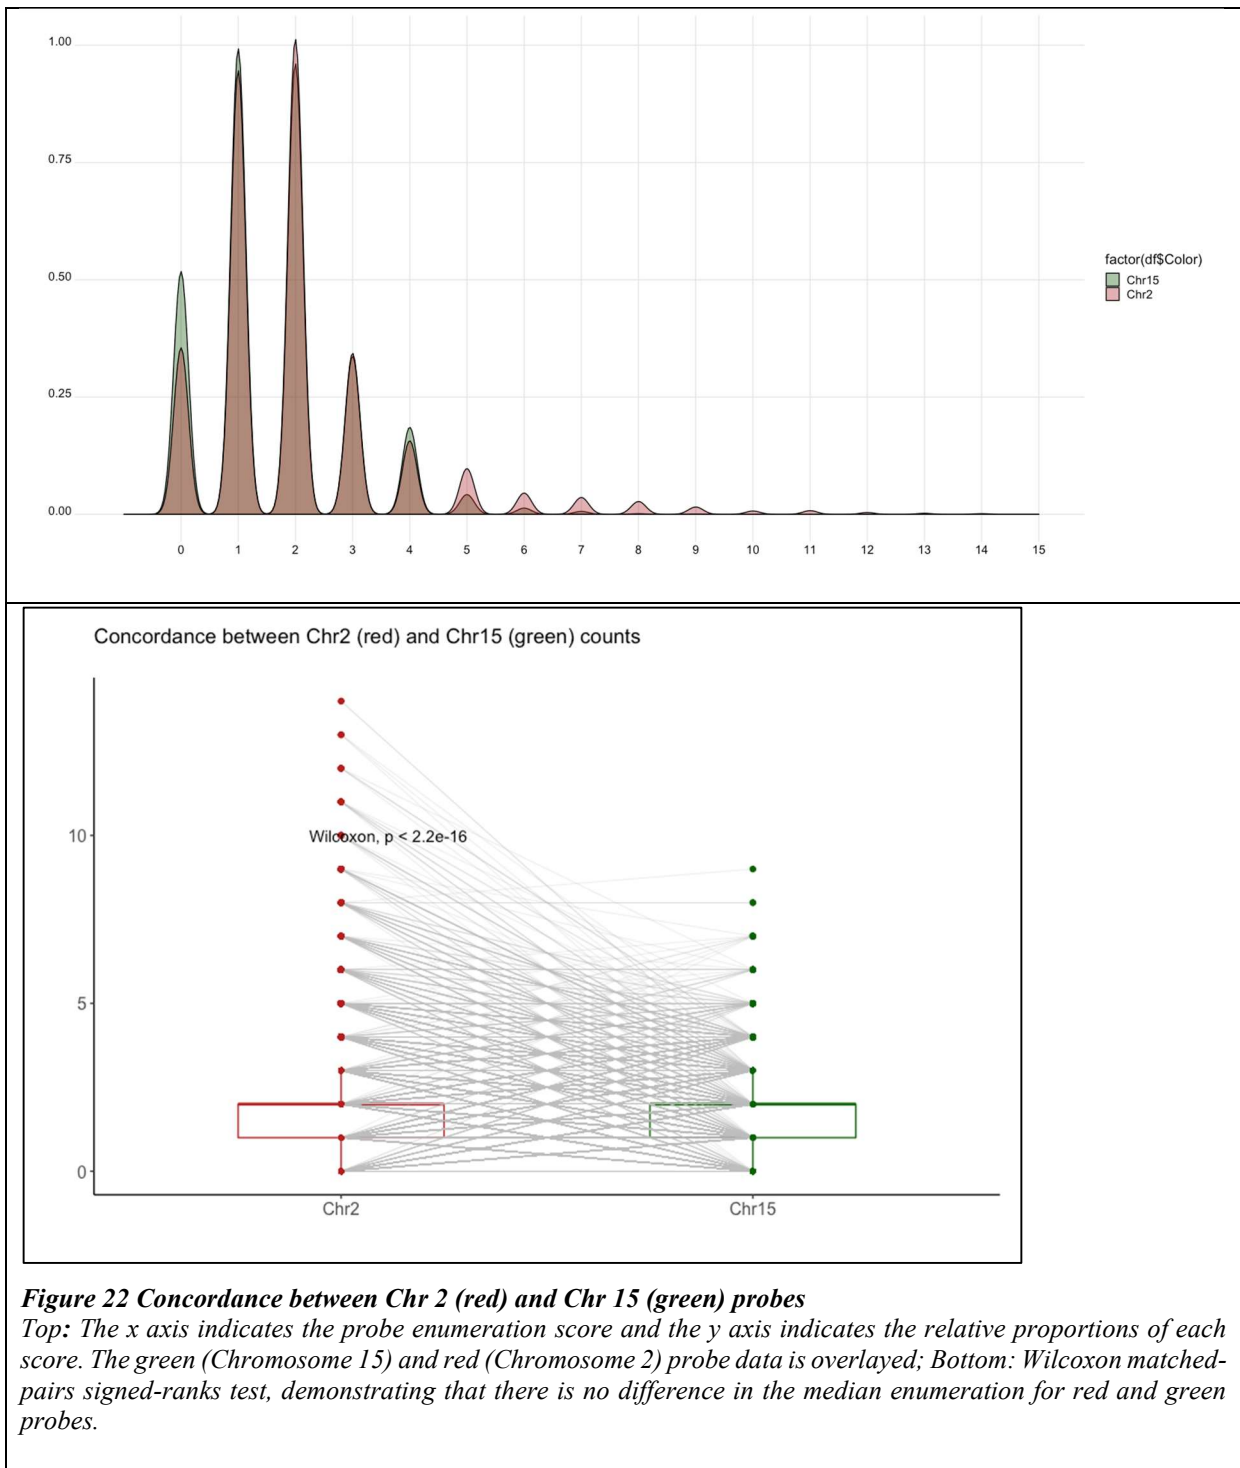 1.00
0.75
0.50
0.25
0.00
0 1 2 3 4 5 6 7 8 9 10 11 12 13 14 15
factor(df$Color)
Chr15
Chr2
Concordance between Chr2 (red) and Chr15 (green) counts
10
Wilcoxon, p < 2.2e-16
5
0
Chr2 Chr15
Figure 22 Concordance between Chr 2 (red) and Chr 15 (green) probes
Top: The x axis indicates the probe enumeration score and the y axis indicates the relative proportions of each
score. The green (Chromosome 15) and red (Chromosome 2) probe data is overlayed; Bottom: Wilcoxon matched-
pairs signed-ranks test, demonstrating that there is no difference in the median enumeration for red and green
probes.